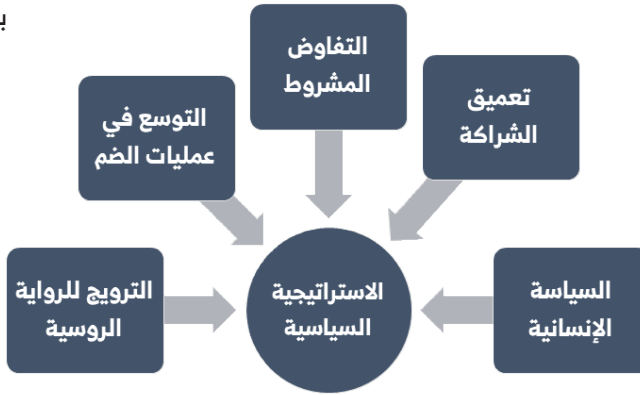 التفاوض
المشروط
تعميق
الشراكة
التوسع في
عمليات الضم
السياسة
الإنسانية
الاستراتيجية
السياسية
الترويج للرواية
الروسية